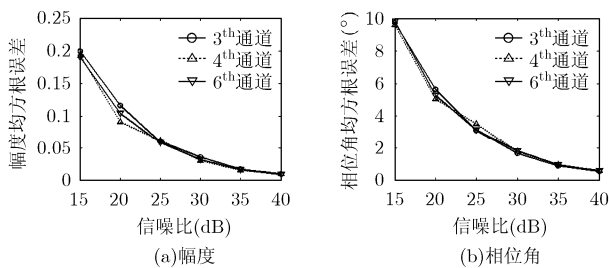 幅度均方根误差
0.25
0.2
0.15
0.1
0.05
0
3th通道
4th通道
6th通道
15 20 25 30 35 40
信噪比(dB)
(a)幅度
相位角均方根误差(°)
10
8
6
4
2
0
3th通道
4th通道
6th通道
15 20 25 30 35 40
信噪比(dB)
(b)相位角